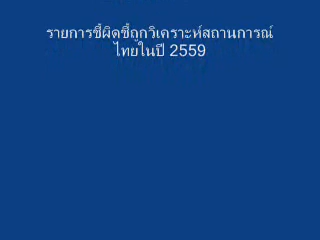 รายการชี้ผิดชี้ถูกวิเคราะห์สถานการณ์
ไทยในปี 2559